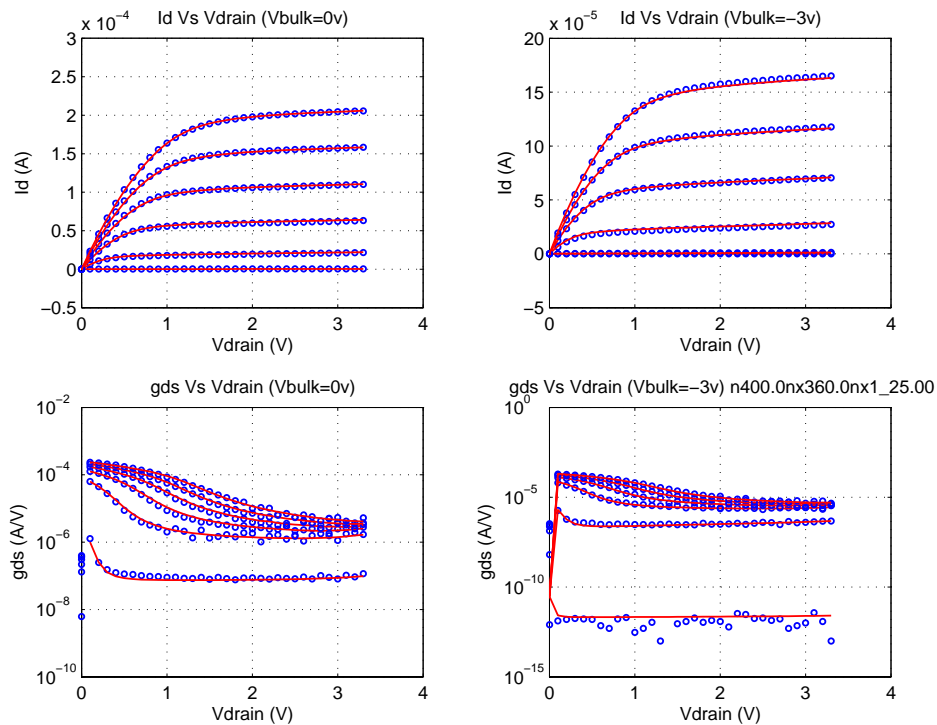 Id Vs Vdrain (Vbulk=0v)
x 10⁻⁴
3
2.5
2
1.5
1
0.5
0
−0.5
0 1 2 3 4
Id (A)
Vdrain (V)
Id Vs Vdrain (Vbulk=−3v)
x 10⁻⁵
20
15
10
5
0
−5
0 1 2 3 4
Id (A)
Vdrain (V)
gds Vs Vdrain (Vbulk=0v)
10⁻²
10⁻⁴
10⁻⁶
10⁻⁸
10⁻¹⁰
0 1 2 3 4
gds (A/V)
Vdrain (V)
gds Vs Vdrain (Vbulk=−3v) n400.0nx360.0nx1_25.00
10⁰
10⁻⁵
10⁻¹⁰
10⁻¹⁵
0 1 2 3 4
gds (A/V)
Vdrain (V)